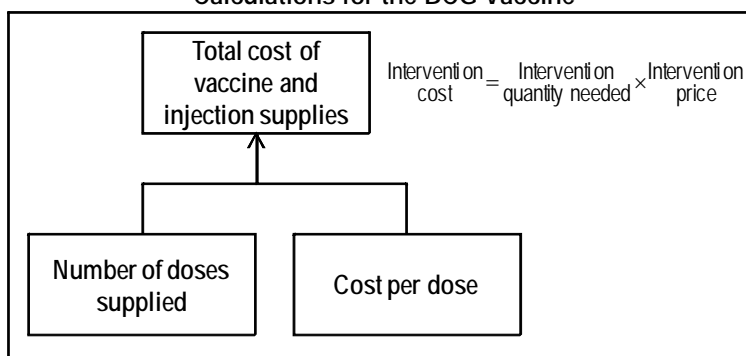 Calculations for the BCG Vaccine
Total cost of
vaccine and
injection supplies
Intervention cost = Intervention quantity needed × Intervention price
Number of doses
supplied
Cost per dose